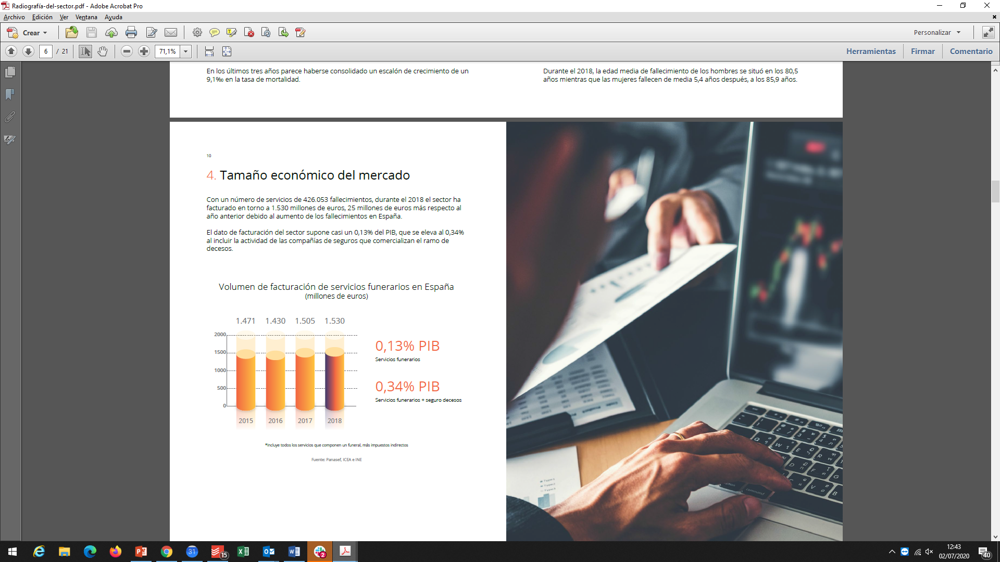 Radiografía-del-sector.pdf - Adobe Acrobat Pro
Archivo Edición Ver Ventana Ayuda
Crear
Personalizar
6 / 21
71,1%
Herramientas Firmar Comentario
En los últimos tres años parece haberse consolidado un escalón de crecimiento de un
9,1‰ en la tasa de mortalidad.
Durante el 2018, la edad media de fallecimiento de los hombres se situó en los 80,5
años mientras que las mujeres fallecen de media 5,4 años después, a los 85,9 años.
10
4. Tamaño económico del mercado
Con un número de servicios de 426.053 fallecimientos, durante el 2018 el sector ha
facturado en torno a 1.530 millones de euros, 25 millones de euros más respecto al
año anterior debido al aumento de los fallecimientos en España.
El dato de facturación del sector supone casi un 0,13% del PIB, que se eleva al 0,34%
al incluir la actividad de las compañías de seguros que comercializan el ramo de
decesos.
Volumen de facturación de servicios funerarios en España
(millones de euros)
1.471 1.430 1.505 1.530
2000
1500
1000
500
0
2015 2016 2017 2018
0,13% PIB
Servicios funerarios
0,34% PIB
Servicios funerarios + seguro decesos
*Incluye todos los servicios que componen un funeral, más impuestos indirectos
Fuente: Panasef, ICEA e INE
option
command
31
15
2
12:43
02/07/2020
40